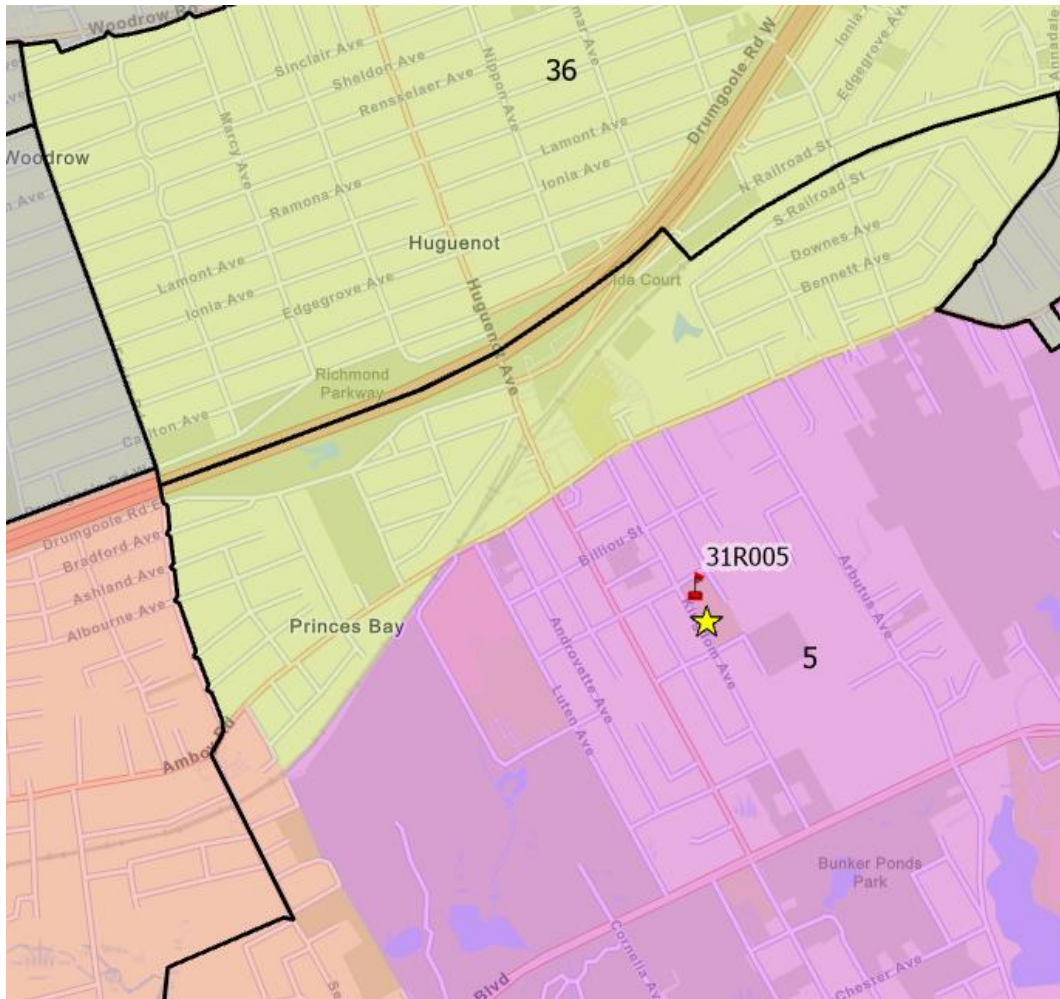 Woodrow Rd
Sinclair Ave
Sheldon Ave
Rensselaer Ave
Nippon Ave
36
Drumgoole Rd W
Ionia
Edgegrove Ave
Annadale
Marcy Ave
Lamont Ave
Ionia Ave
N Railroad St
S Railroad St
Woodrow
Ramona Ave
Huguenot
Downes Ave
Bennett Ave
Lamont Ave
Ionia Ave
Edgegrove Ave
Huguenot Ave
Court
Richmond
Parkway
Carlton Ave
Drumgoole Rd E
Bradford Ave
Ashland Ave
Albourne Ave
Billiou St
31R005
Arbutus Ave
Princes Bay
Androvette Ave
Luten Ave
5
Amboy Rd
Bunker Ponds
Park
Cornelia Ave
Blvd
Chester Ave